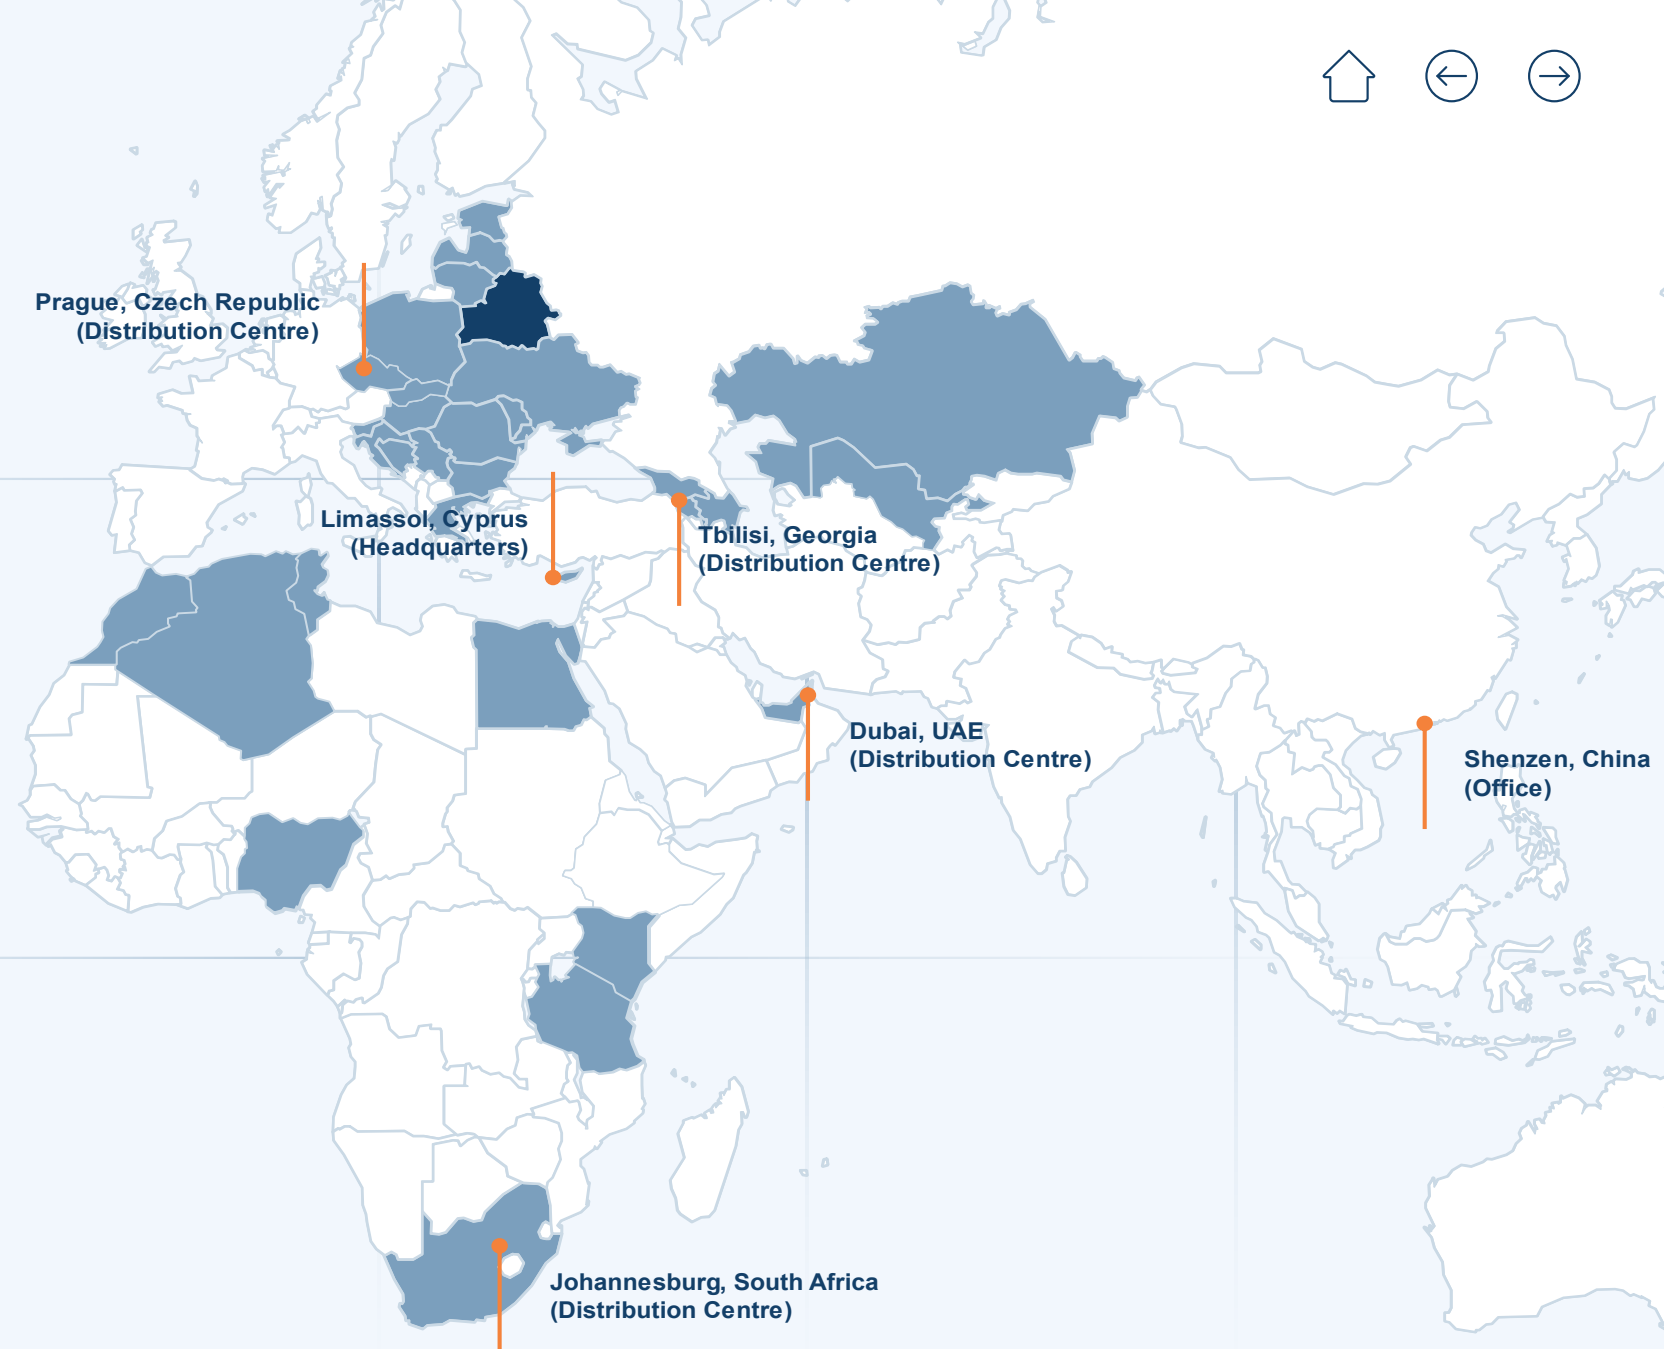 Prague, Czech Republic
(Distribution Centre)
Limassol, Cyprus
(Headquarters)
Tbilisi, Georgia
(Distribution Centre)
Dubai, UAE
(Distribution Centre)
Shenzen, China
(Office)
Johannesburg, South Africa
(Distribution Centre)